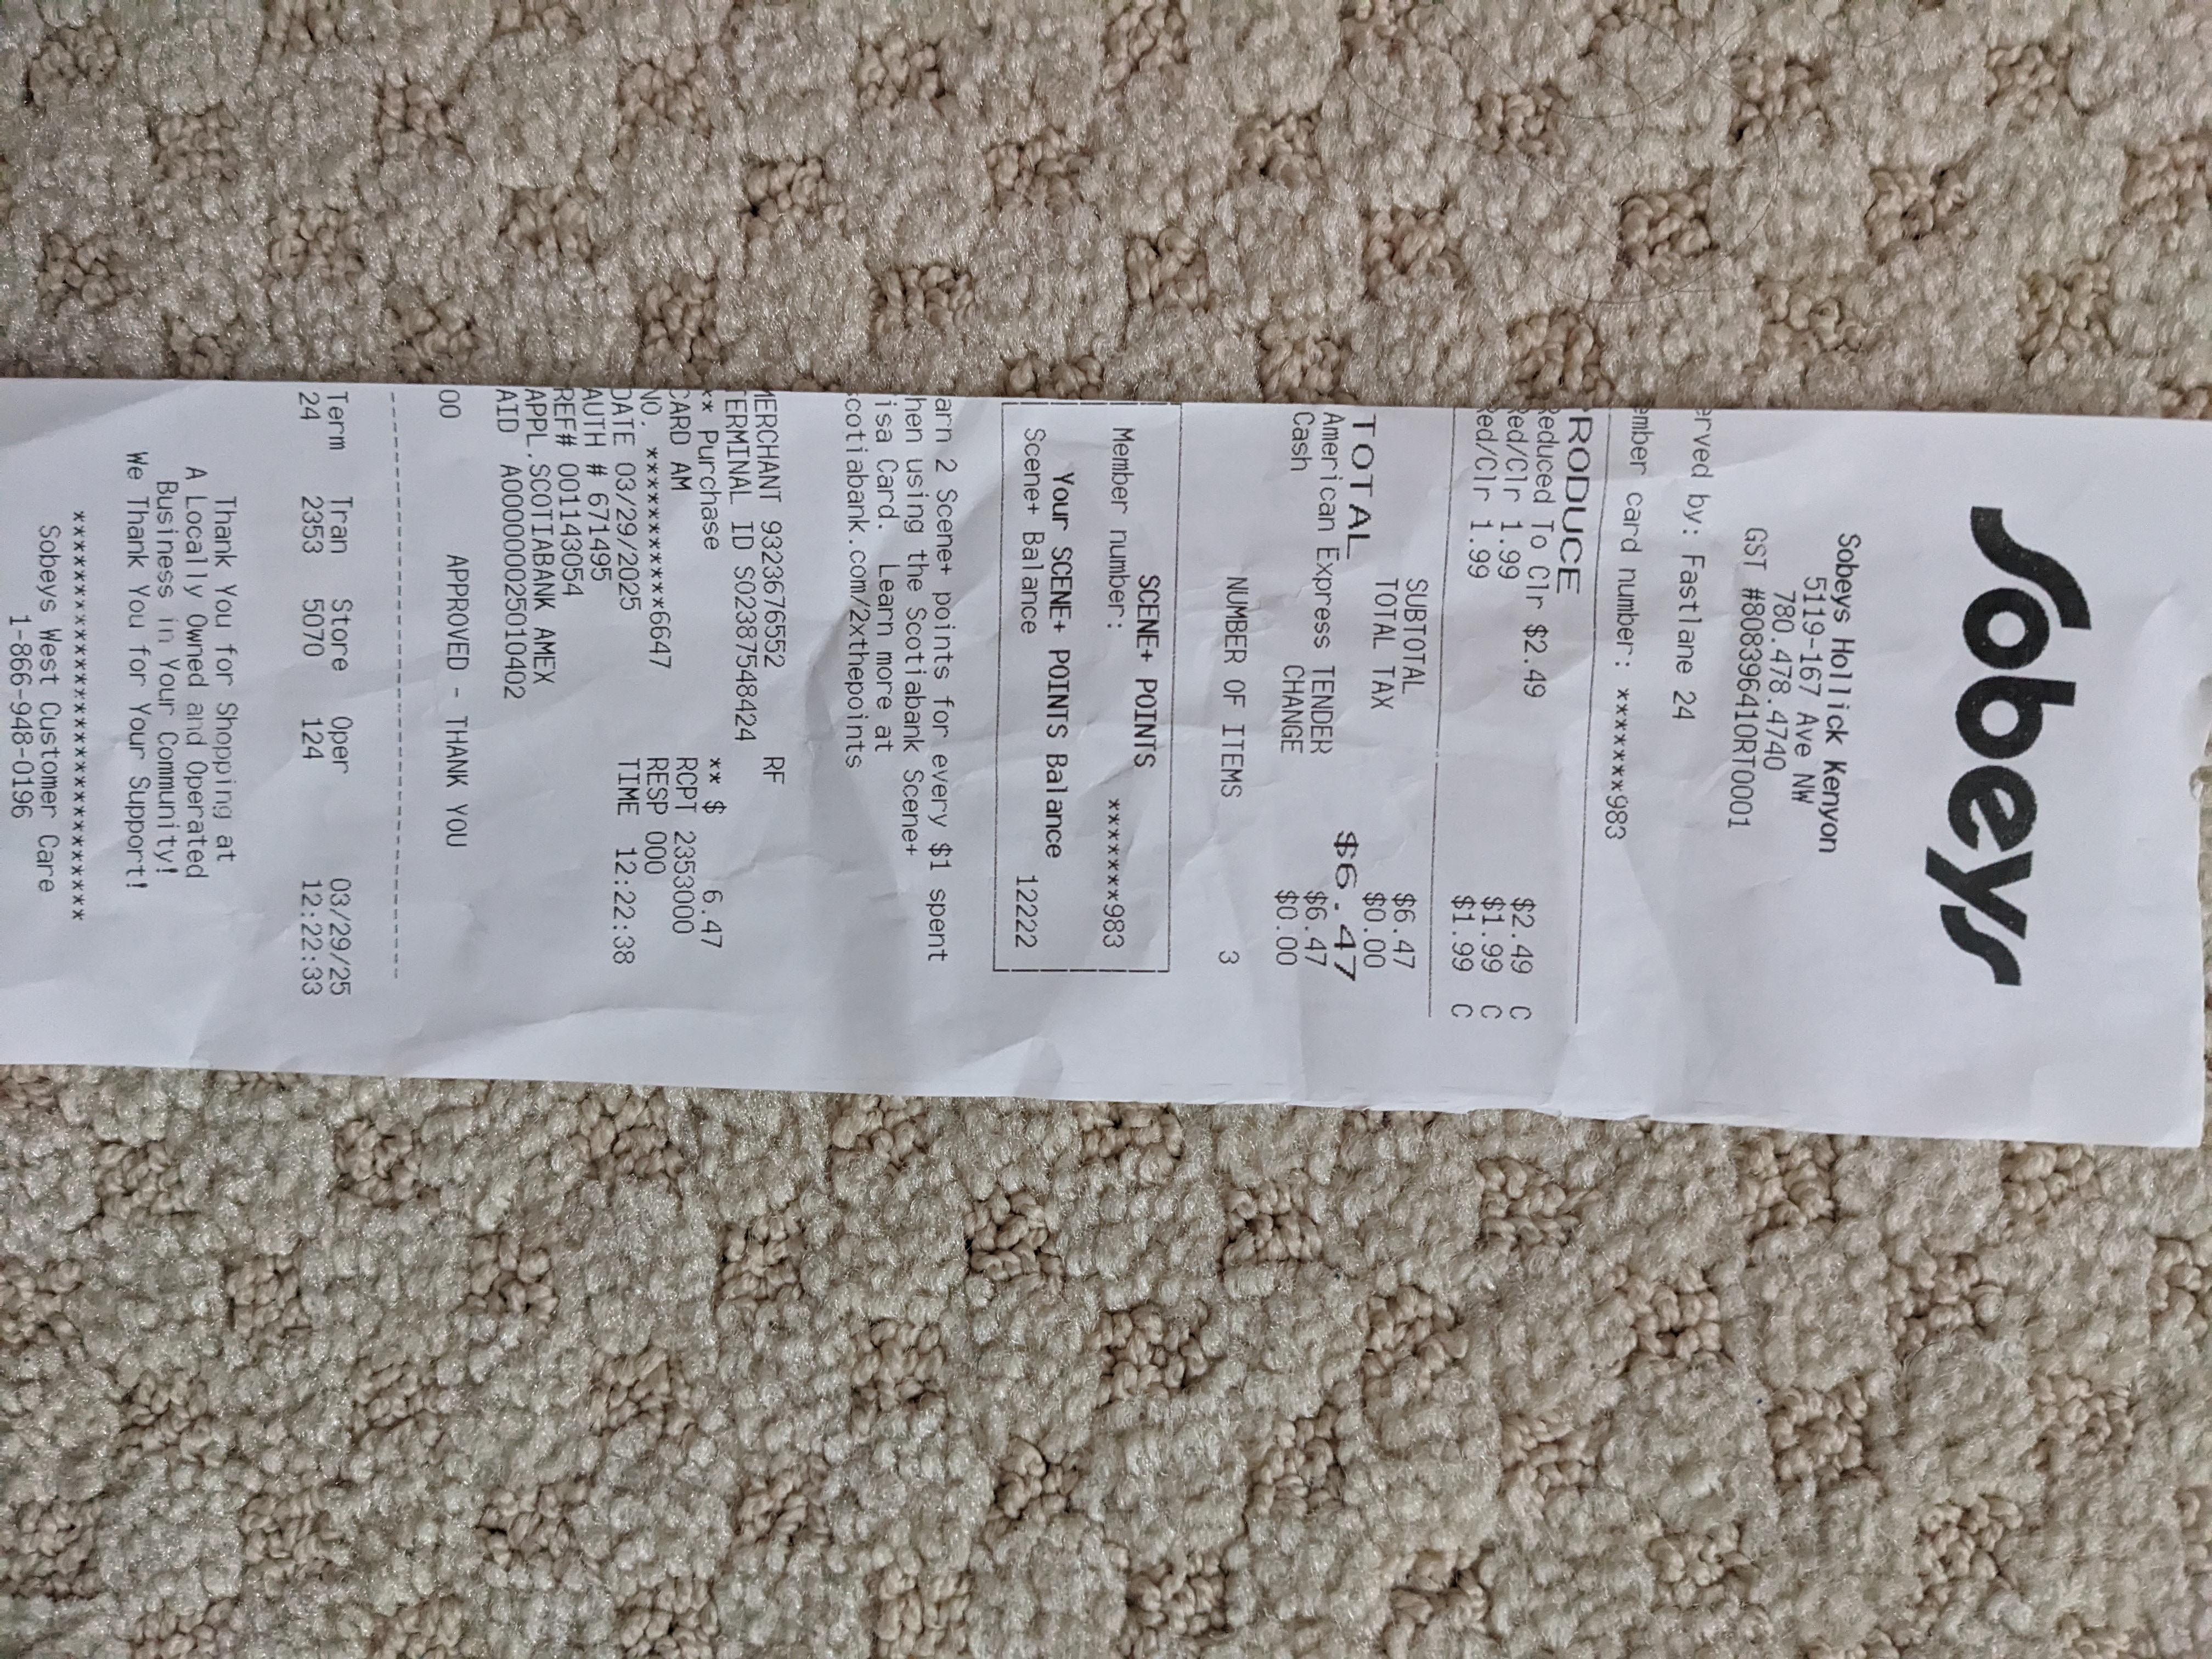 Sobeys
Sobeys Hollick Kenyon
5119-167 Ave NW
780.478.4740
GST #808396410RT0001
erved by: Fastlane 24
ember card number: ********983
RODUCE
Reduced To Clr $2.49 $2.49 C
Red/Clr 1.99 $1.99 C
Red/Clr 1.99 $1.99 C
SUBTOTAL $6.47
TOTAL TAX $0.00
TOTAL $6.47
American Express TENDER $6.47
Cash CHANGE $0.00
NUMBER OF ITEMS 3
SCENE+ POINTS
Member number: ********983
Your SCENE+ POINTS Balance
Scene+ Balance 12222
arn 2 Scene+ points for every $1 spent
hen using the Scotiabank Scene+
isa Card. Learn more at
cotiabank.com/2xthepoints
MERCHANT 9323676552 RF
TERMINAL ID S02387548424
** Purchase ** $ 6.47
CARD AM RCPT 2353000
NO. ************6647 RESP 000
DATE 03/29/2025 TIME 12:22:38
AUTH # 671495
REF# 001143054
APPL.SCOTIABANK AMEX
AID A000000025010402
00 APPROVED - THANK YOU
Term Tran Store Oper 03/29/25
24 2353 5070 124 12:22:33
Thank You for Shopping at
A Locally Owned and Operated
Business in Your Community!
We Thank You for Your Support!
******************************
Sobeys West Customer Care
1-866-948-0196